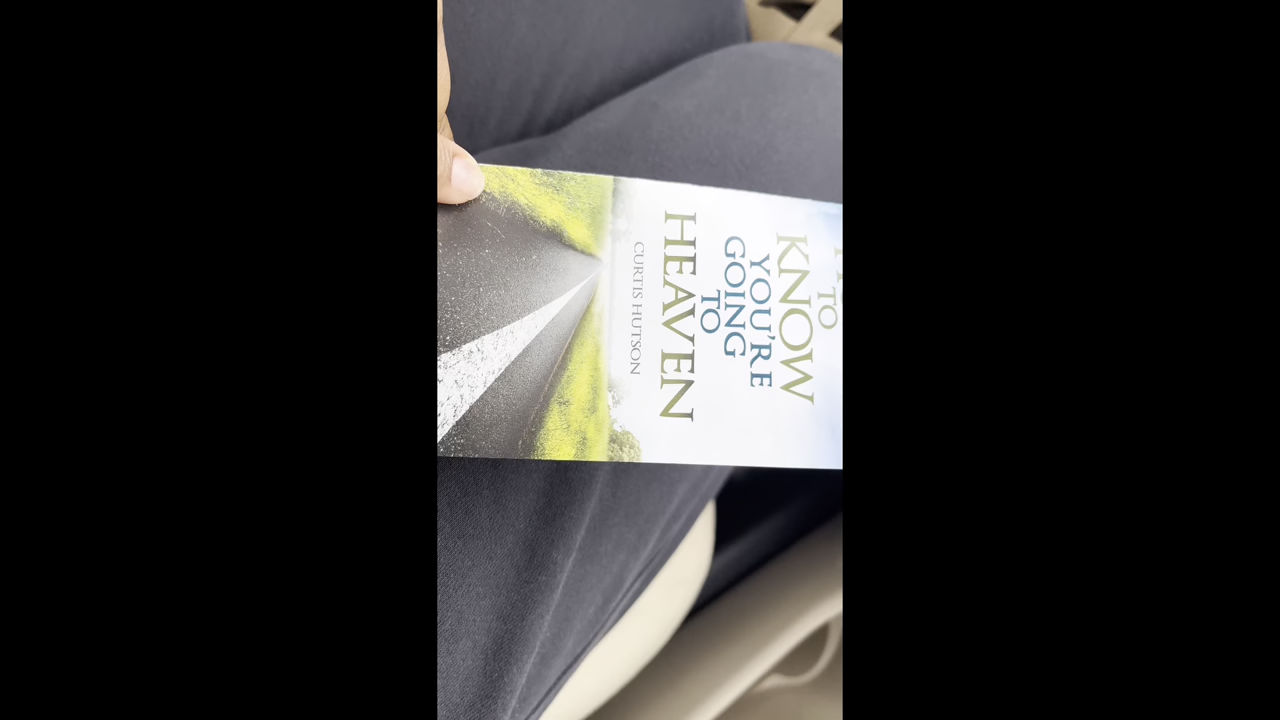 TO
KNOW
YOU'RE
GOING
TO
HEAVEN
CURTIS HUTSON